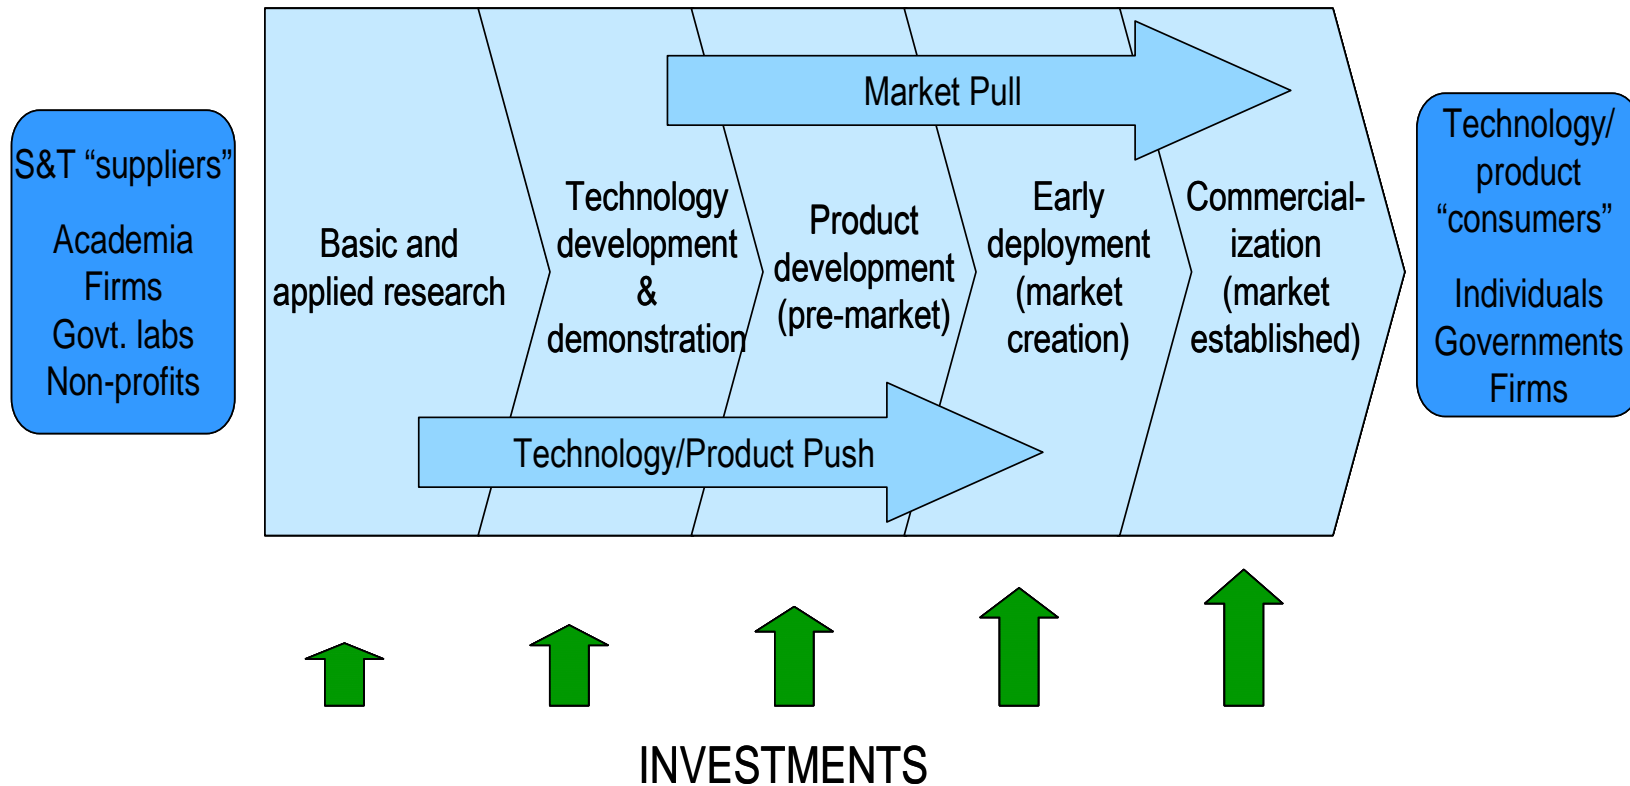 S&T “suppliers”
Academia
Firms
Govt. labs
Non-profits
Basic and
applied research
Technology
development
&
demonstration
Product
development
(pre-market)
Early
deployment
(market
creation)
Commercial-
ization
(market
established)
Market Pull
Technology/Product Push
Technology/
product
“consumers”
Individuals
Governments
Firms
INVESTMENTS